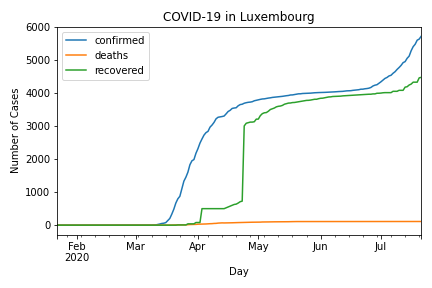 COVID-19 in Luxembourg
confirmed
deaths
recovered
Number of Cases
6000
5000
4000
3000
2000
1000
0
Feb
2020
Mar
Apr
May
Jun
Jul
Day